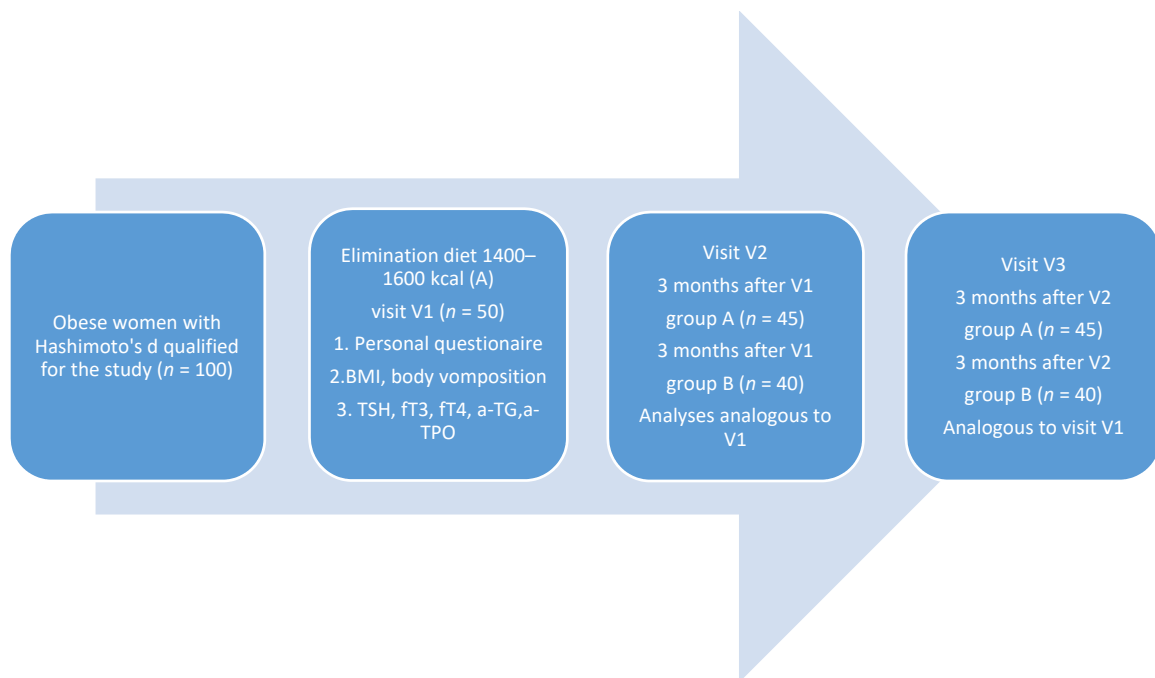 Obese women with
Hashimoto's d qualified
for the study (n = 100)
Elimination diet 1400–
1600 kcal (A)
visit V1 (n = 50)
1. Personal questionaire
2.BMI, body vomposition
3. TSH, fT3, fT4, a-TG,a-
TPO
Visit V2
3 months after V1
group A (n = 45)
3 months after V1
group B (n = 40)
Analyses analogous to
V1
Visit V3
3 months after V2
group A (n = 45)
3 months after V2
group B (n = 40)
Analogous to visit V1